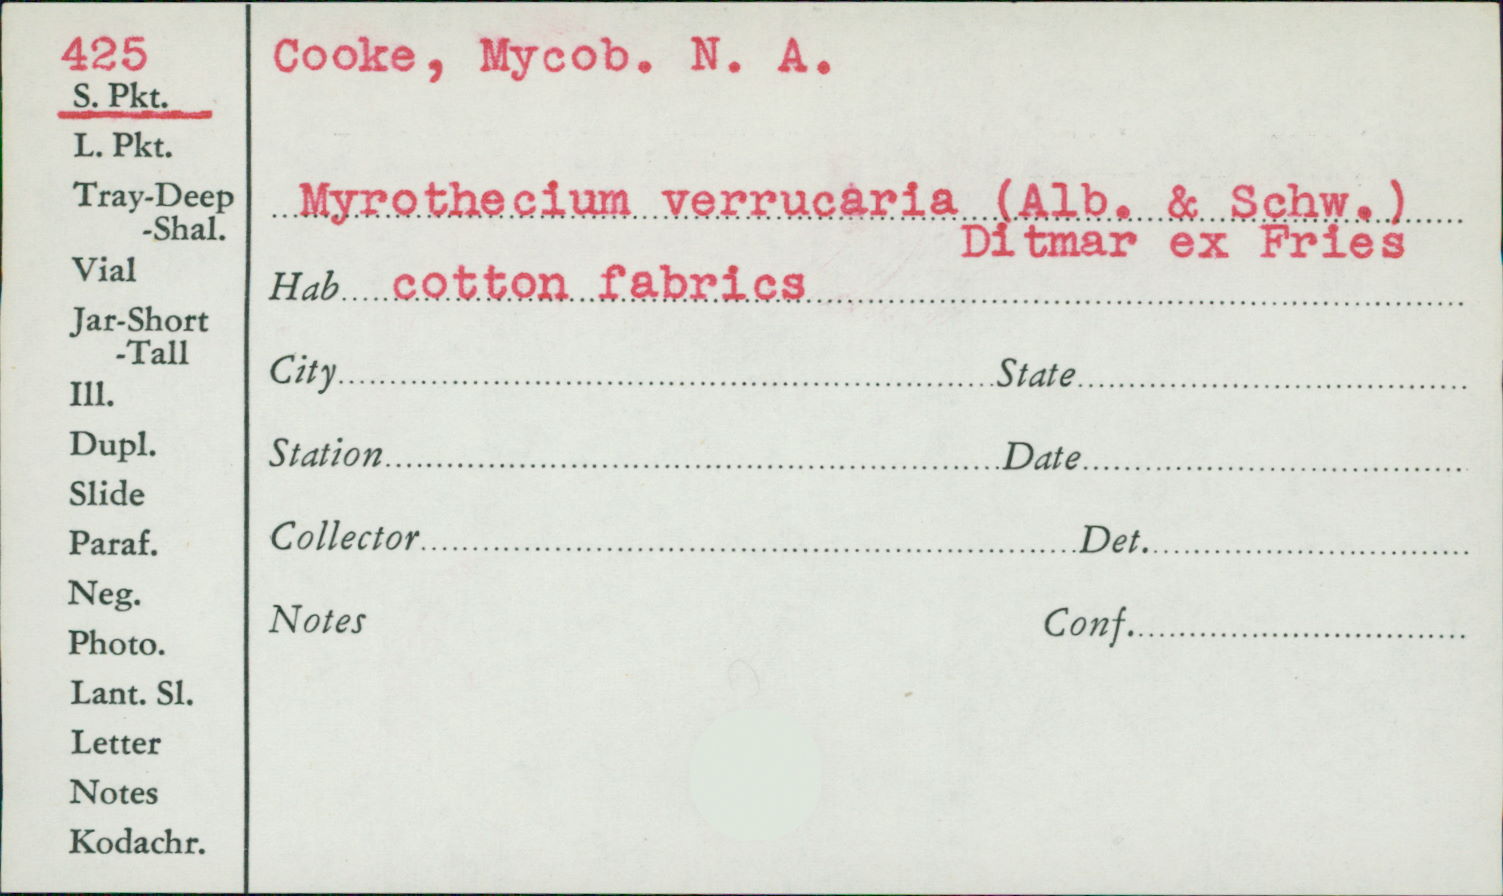 425
S. Pkt.
L. Pkt.
Tray-Deep
-Shal.
Vial
Jar-Short
-Tall
Ill.
Dupl.
Slide
Paraf.
Neg.
Photo.
Lant. Sl.
Letter
Notes
Kodachr.
Cooke, Mycob. N. A.
Myrothecium verrucaria (Alb. & Schw.)
Ditmar ex Fries
Hab. cotton fabrics
City State
Station Date
Collector Det.
Notes Conf.